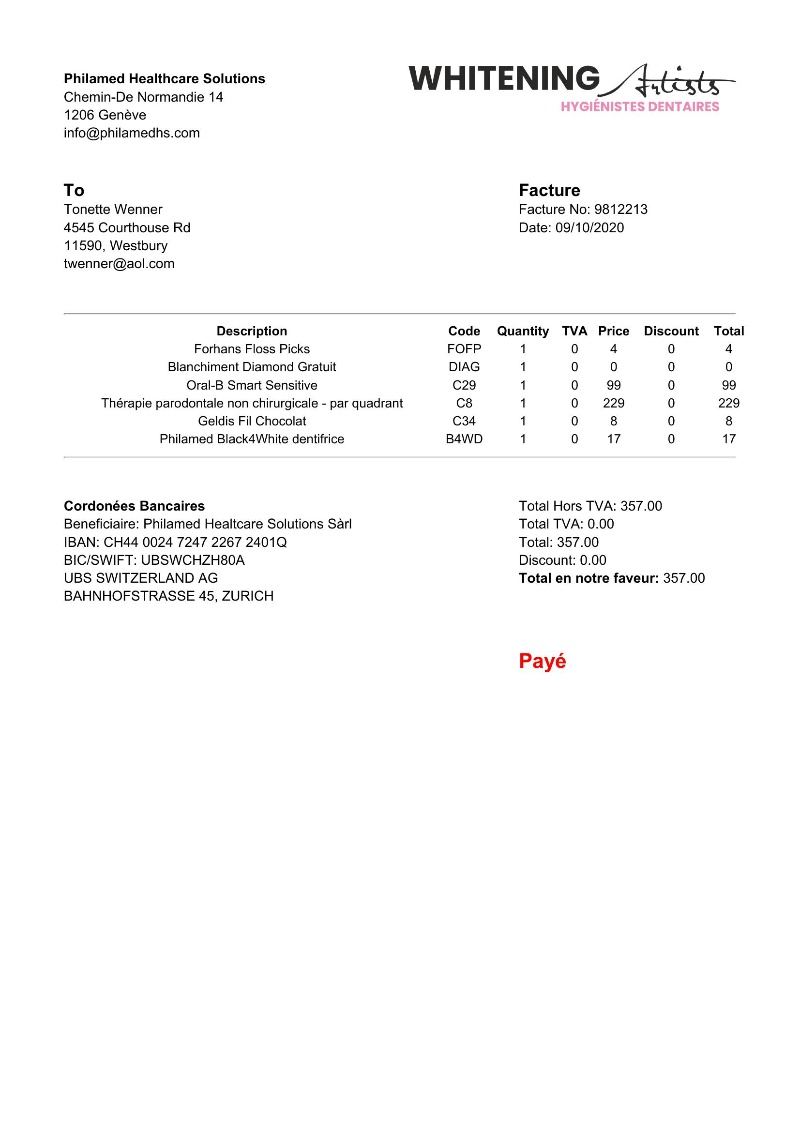 Philamed Healthcare Solutions
Chemin-De Normandie 14
1206 Genève
info@philamedhs.com
WHITENING Artists
HYGIÉNISTES DENTAIRES
To
Tonette Wenner
4545 Courthouse Rd
11590, Westbury
twenner@aol.com
Facture
Facture No: 9812213
Date: 09/10/2020
Description Code Quantity TVA Price Discount Total
Forhans Floss Picks FOFP 1 0 4 0 4
Blanchiment Diamond Gratuit DIAG 1 0 0 0 0
Oral-B Smart Sensitive C29 1 0 99 0 99
Thérapie parodontale non chirurgicale - par quadrant C8 1 0 229 0 229
Geldis Fil Chocolat C34 1 0 8 0 8
Philamed Black4White dentifrice B4WD 1 0 17 0 17
Cordonées Bancaires
Beneficiaire: Philamed Healtcare Solutions Sàrl
IBAN: CH44 0024 7247 2267 2401Q
BIC/SWIFT: UBSWCHZH80A
UBS SWITZERLAND AG
BAHNHOFSTRASSE 45, ZURICH
Total Hors TVA: 357.00
Total TVA: 0.00
Total: 357.00
Discount: 0.00
Total en notre faveur: 357.00
Payé